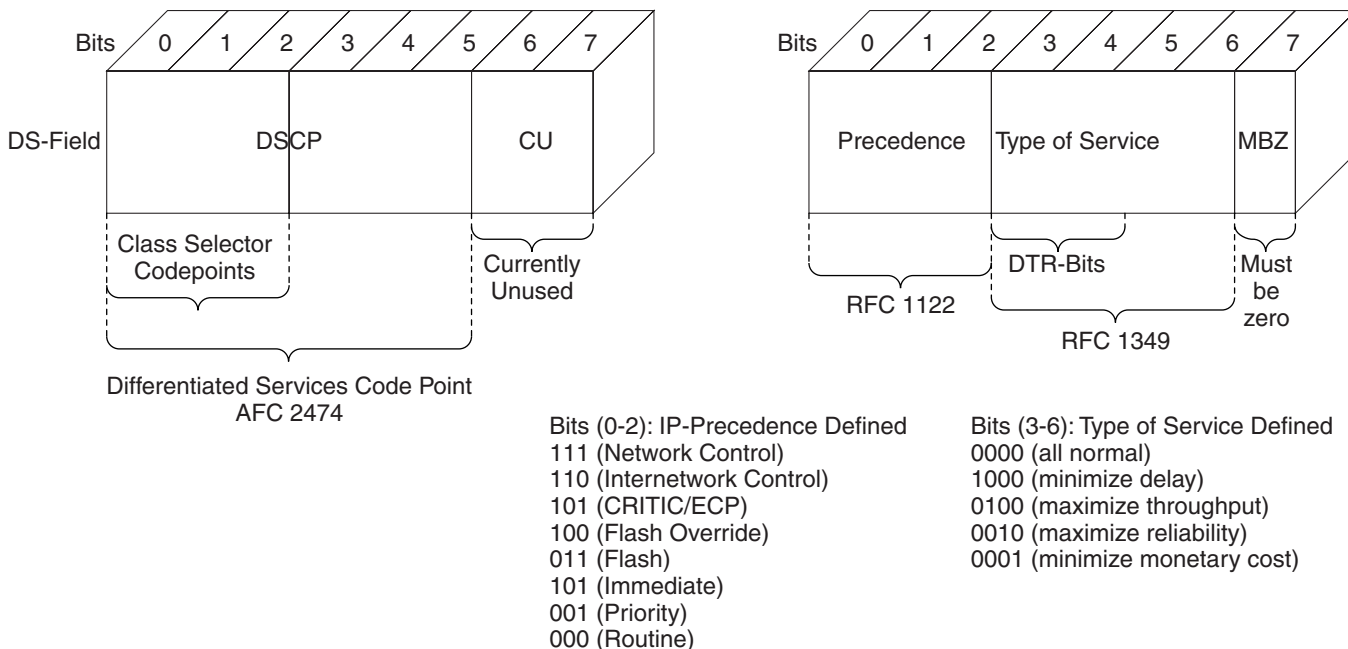 Bits 0 1 2 3 4 5 6 7
DS-Field DSCP CU
Class Selector
Codepoints
Currently
Unused
Differentiated Services Code Point
AFC 2474
Bits 0 1 2 3 4 5 6 7
Precedence Type of Service MBZ
DTR-Bits
Must
be
zero
RFC 1122
RFC 1349
Bits (0-2): IP-Precedence Defined
111 (Network Control)
110 (Internetwork Control)
101 (CRITIC/ECP)
100 (Flash Override)
011 (Flash)
101 (Immediate)
001 (Priority)
000 (Routine)
Bits (3-6): Type of Service Defined
0000 (all normal)
1000 (minimize delay)
0100 (maximize throughput)
0010 (maximize reliability)
0001 (minimize monetary cost)